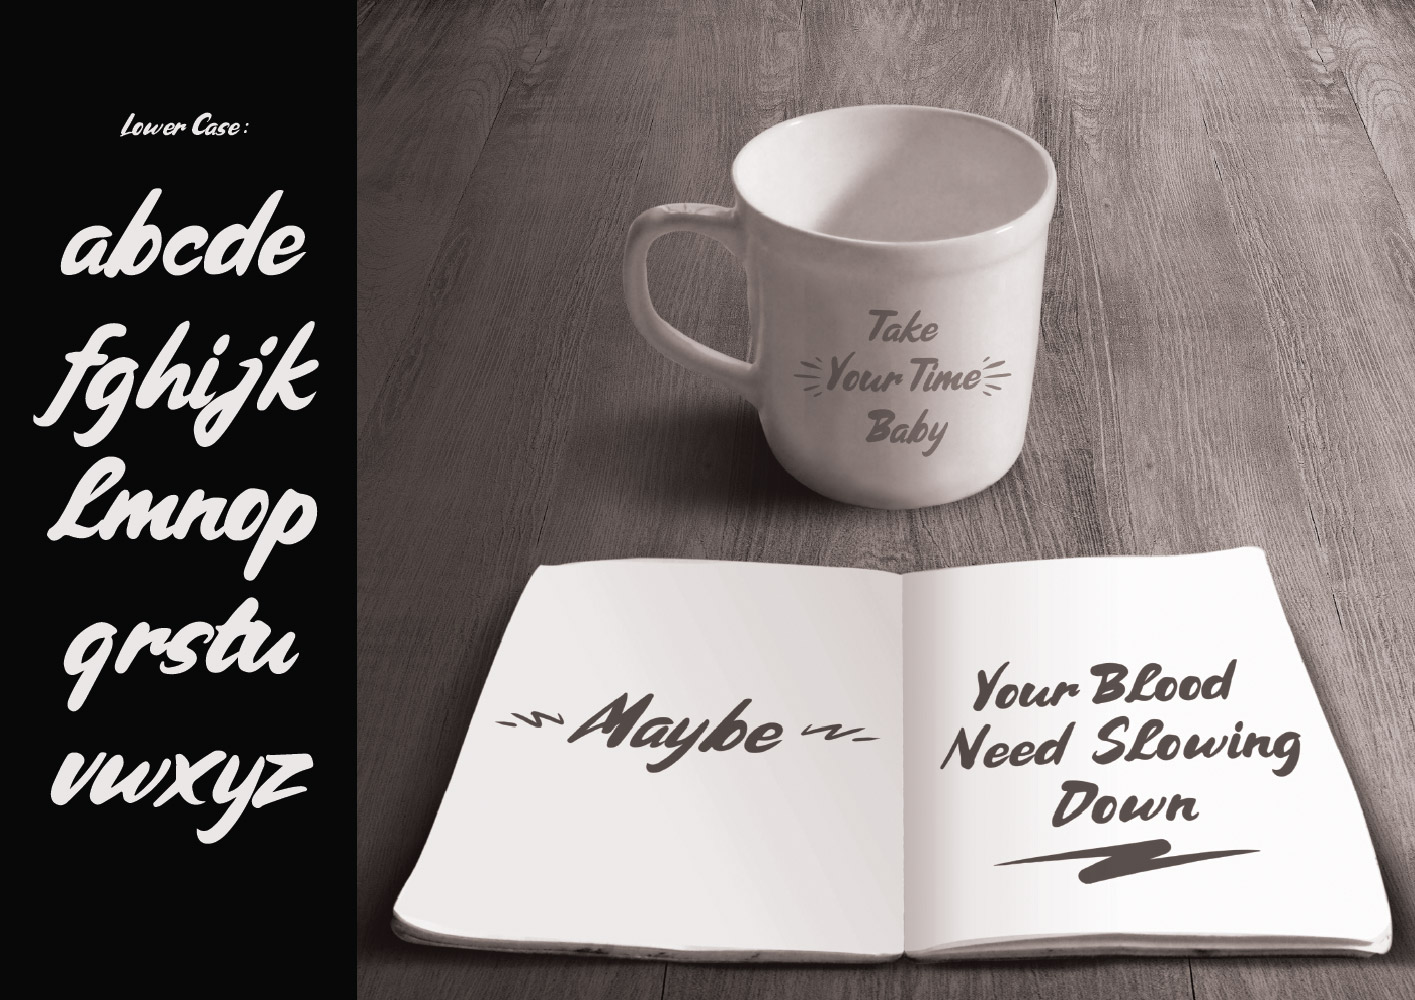 Lower Case:
abcde
fghijk
lmnop
qrstu
vwxyz
Take
Your Time
Baby
Maybe
Your Blood
Need Slowing
Down